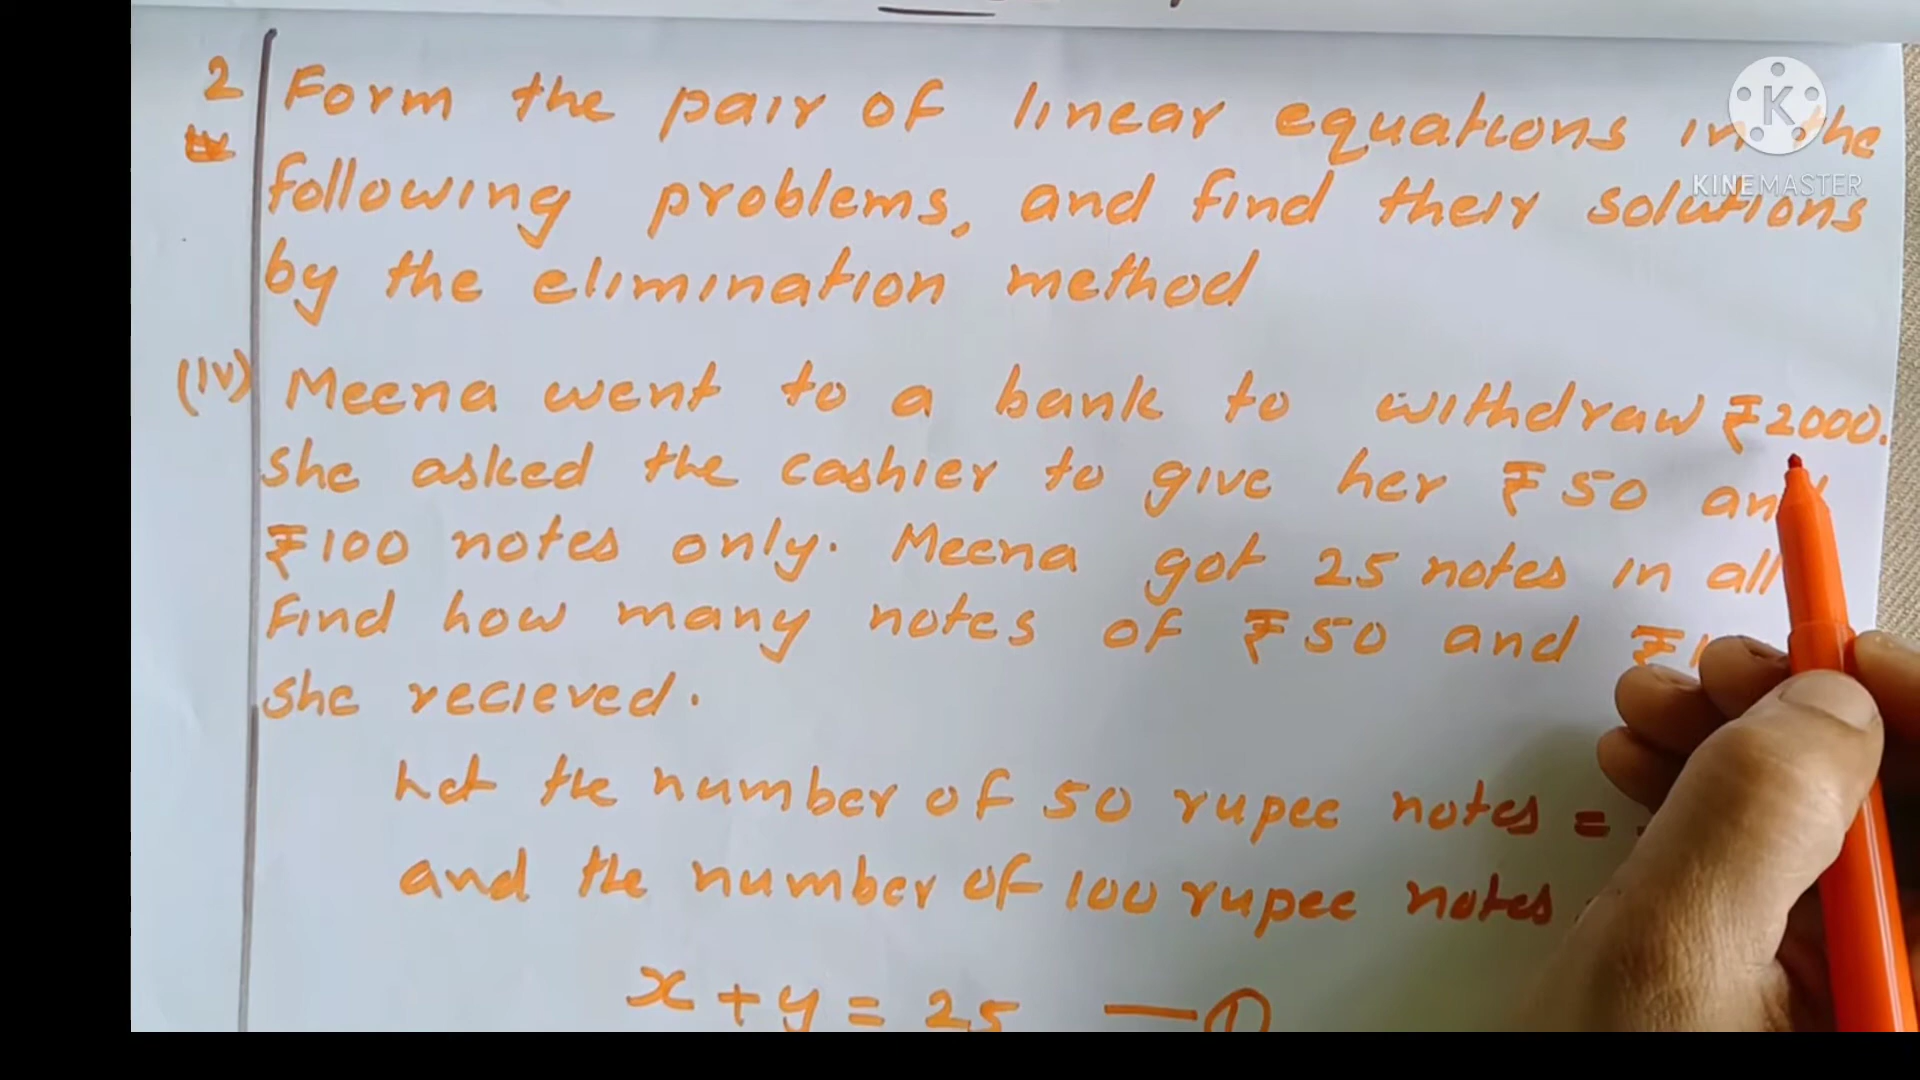 2 Form the pair of linear equations in the
following problems, and find their solutions
by the elimination method
(iv) Meena went to a bank to withdraw ₹2000.
she asked the cashier to give her ₹50 and
₹100 notes only. Meena got 25 notes in all
Find how many notes of ₹50 and
she recieved.
Let the number of 50 rupee notes =
and the number of 100 rupee notes
x + y = 25 — ①
K
KINEMASTER